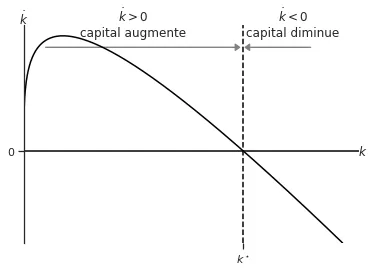 k̇
k̇ > 0
capital augmente
k̇ < 0
capital diminue
0
k
k*